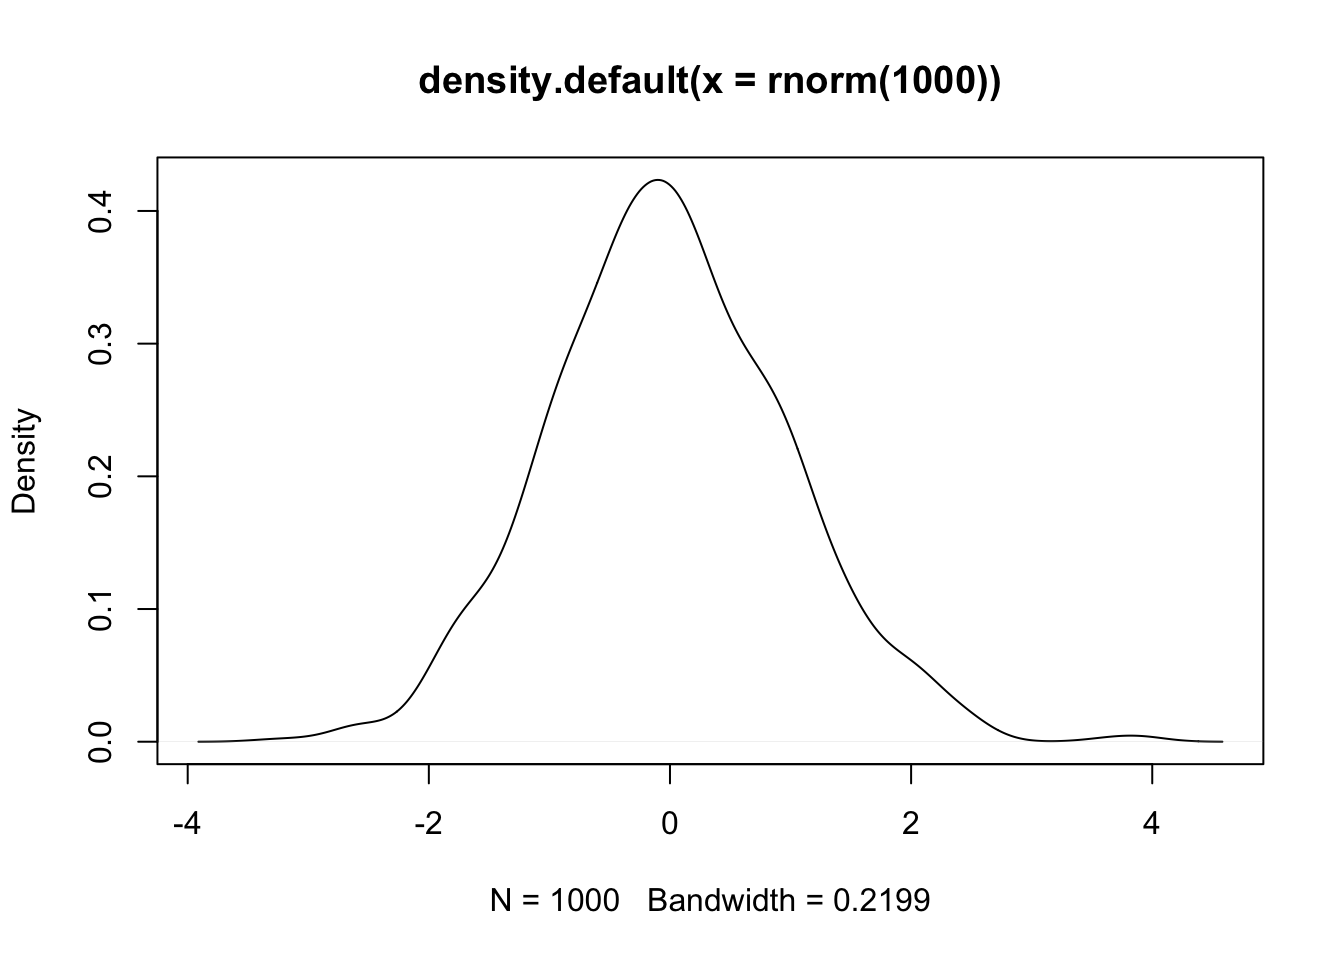 density.default(x = rnorm(1000))
Density
0.4
0.3
0.2
0.1
0.0
-4 -2 0 2 4
N = 1000 Bandwidth = 0.2199